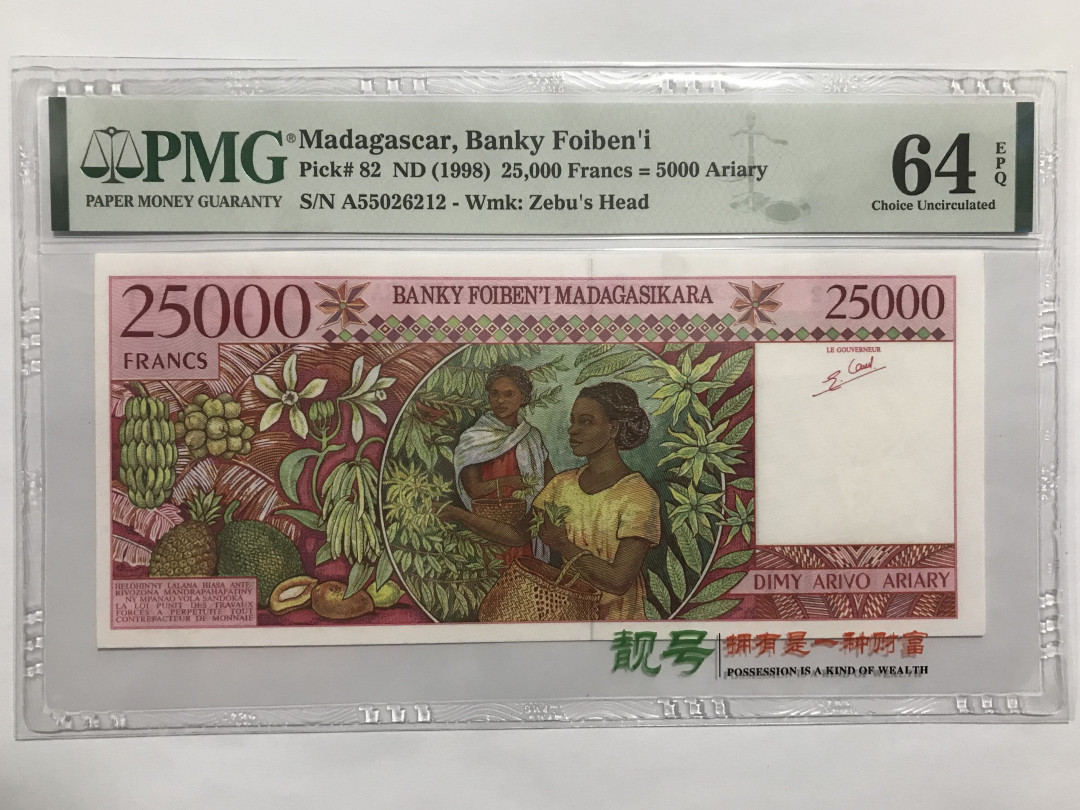 PMG®
PAPER MONEY GUARANTY
Madagascar, Banky Foiben'i
Pick# 82 ND (1998) 25,000 Francs = 5000 Ariary
S/N A55026212 - Wmk: Zebu's Head
64
EPQ
Choice Uncirculated
25000
FRANCS
BANKY FOIBEN'I MADAGASIKARA
25000
LE GOUVERNEUR
HELOHIN'NY LALANA HIASA ANTE-
RIVOZONA MANDRAPAHAFATINY
NY MPANAO VOLA SANDOKA
LA LOI PUNIT DES TRAVAUX
FORCES A PERPETUITE TOUT
CONTREFACTEUR DE MONNAIE
DIMY ARIVO ARIARY
靓号
拥有是一种财富
POSSESSION IS A KIND OF WEALTH